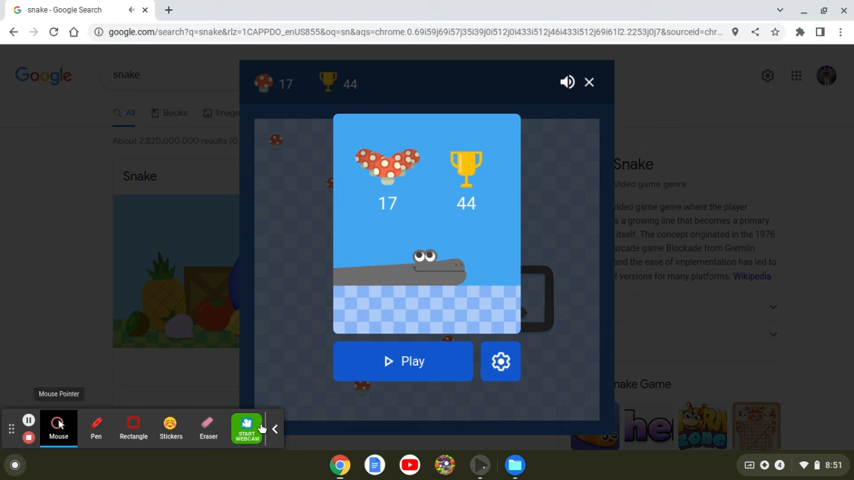 snake - Google Search
google.com/search?q=snake&rlz=1CAPPDO_enUS855&oq=sn&aqs=chrome.0.69i59j69i57j35i39j0i512j0i433i512j46i433i512j69i61l2.2253j0j7&sourceid=chr...
Google
snake
All
Books
About 2,820,000,000 results (0.
17
44
Snake
17
44
Snake
video game genre
video game genre where the player
s a growing line that becomes a primary
itself. The concept originated in the 1976
arcade game Blockade from Gremlin
and the ease of implementation has led to
f versions for many platforms. Wikipedia
Play
nake Game
Mouse Pointer
Mouse
Pen
Rectangle
Stickers
Eraser
START
WEBCAM
8:51